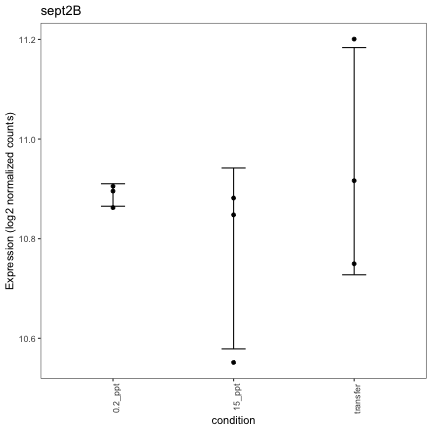 sept2B
Expression (log2 normalized counts)
11.2
11.0
10.8
10.6
0.2_ppt
15_ppt
transfer
condition